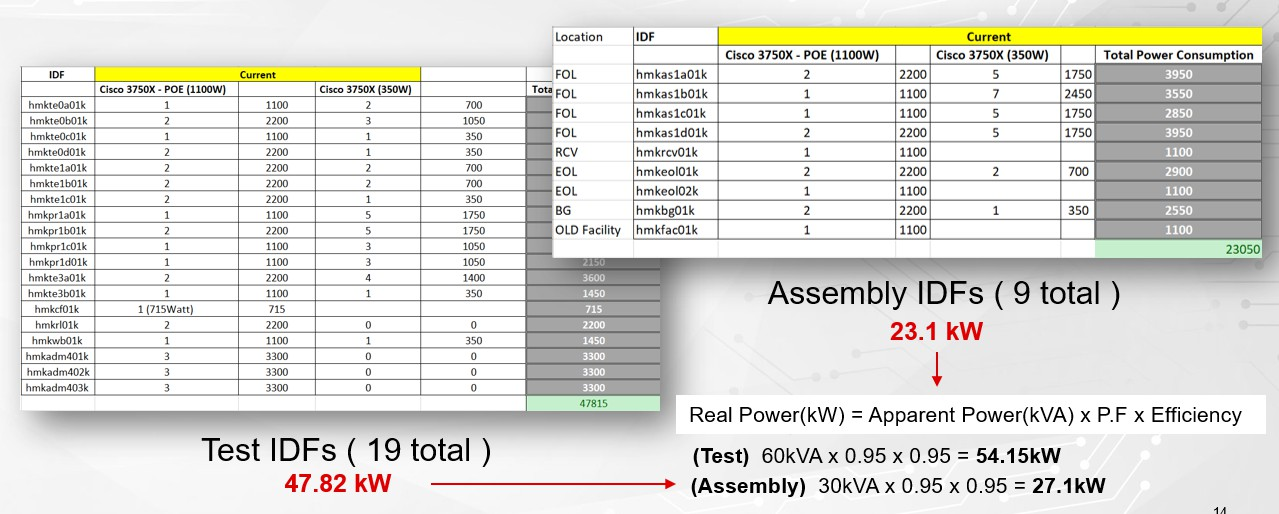 IDF Current
Cisco 3750X - POE (1100W) Cisco 3750X (350W) Tota
hmkte0a01k 1 1100 2 700
hmkte0b01k 2 2200 3 1050
hmkte0c01k 1 1100 1 350
hmkte0d01k 2 2200 1 350
hmkte1a01k 2 2200 2 700
hmkte1b01k 2 2200 2 700
hmkte1c01k 2 2200 1 350
hmkpr1a01k 1 1100 5 1750
hmkpr1b01k 2 2200 5 1750
hmkpr1c01k 1 1100 3 1050
hmkpr1d01k 1 1100 3 1050 2150
hmkte3a01k 2 2200 4 1400 3600
hmkte3b01k 1 1100 1 350 1450
hmkcf01k 1 (715Watt) 715 715
hmkrl01k 2 2200 0 0 2200
hmkwb01k 1 1100 1 350 1450
hmkadm401k 3 3300 0 0 3300
hmkadm402k 3 3300 0 0 3300
hmkadm403k 3 3300 0 0 3300
47815
Test IDFs ( 19 total )
47.82 kW
Location IDF Current
Cisco 3750X - POE (1100W) Cisco 3750X (350W) Total Power Consumption
FOL hmkas1a01k 2 2200 5 1750 3950
FOL hmkas1b01k 1 1100 7 2450 3550
FOL hmkas1c01k 1 1100 5 1750 2850
FOL hmkas1d01k 2 2200 5 1750 3950
RCV hmkrcv01k 1 1100 1100
EOL hmkeol01k 2 2200 2 700 2900
EOL hmkeol02k 1 1100 1100
BG hmkbg01k 2 2200 1 350 2550
OLD Facility hmkfac01k 1 1100 1100
23050
Assembly IDFs ( 9 total )
23.1 kW
Real Power(kW) = Apparent Power(kVA) x P.F x Efficiency
(Test) 60kVA x 0.95 x 0.95 = 54.15kW
(Assembly) 30kVA x 0.95 x 0.95 = 27.1kW
14